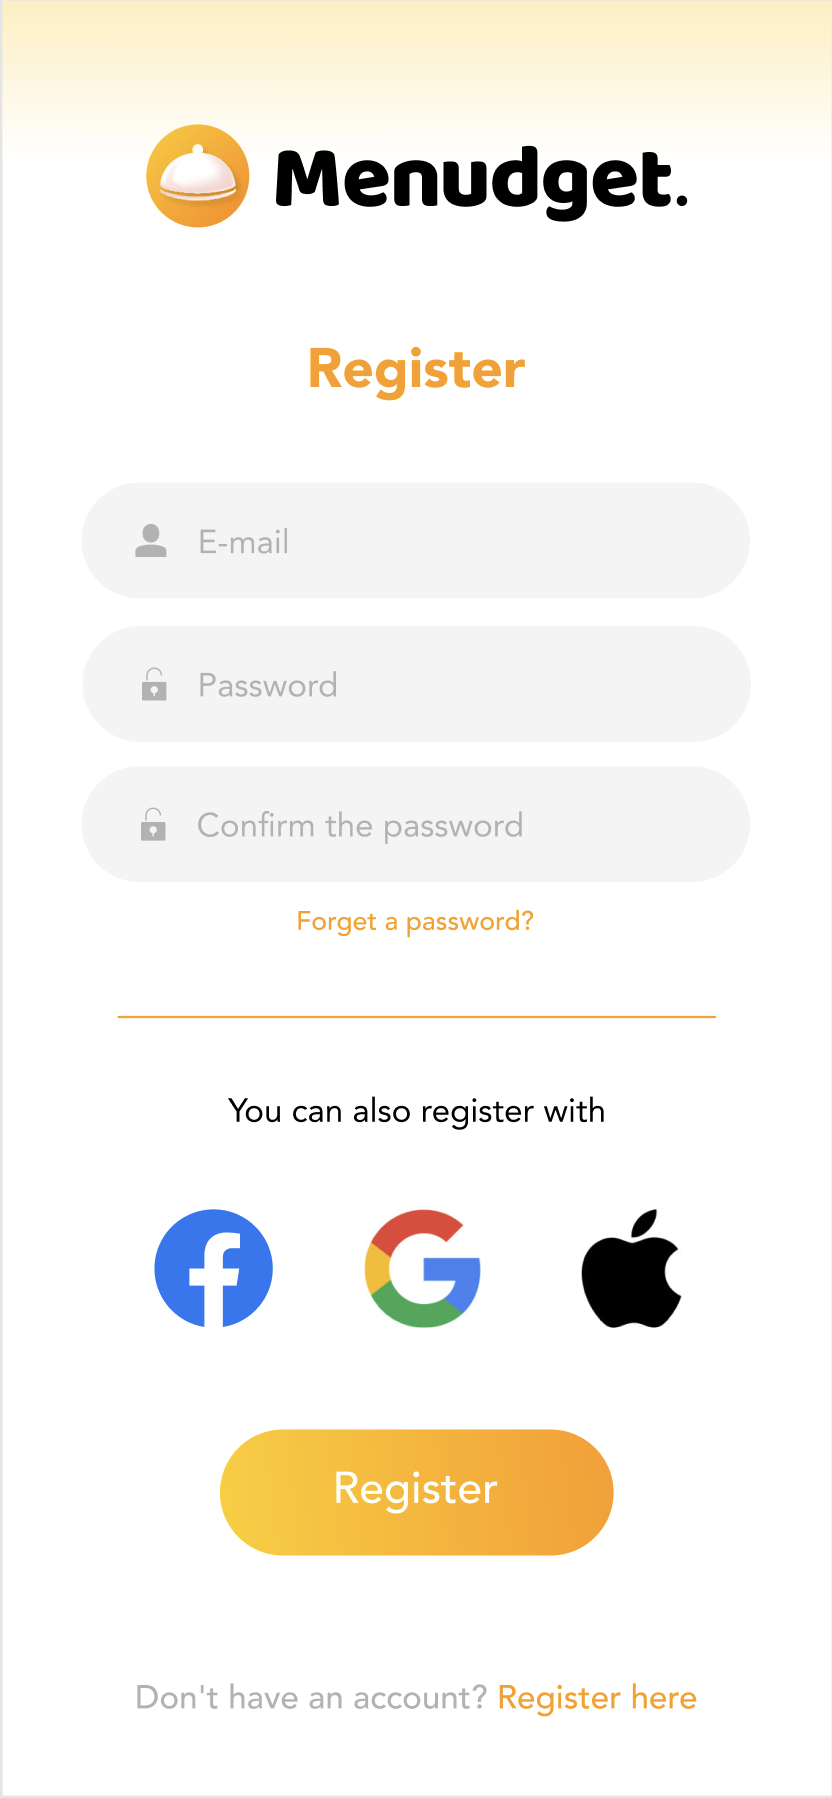 Menudget.
Register
E-mail
Password
Confirm the password
Forget a password?
You can also register with
Register
Don't have an account? Register here